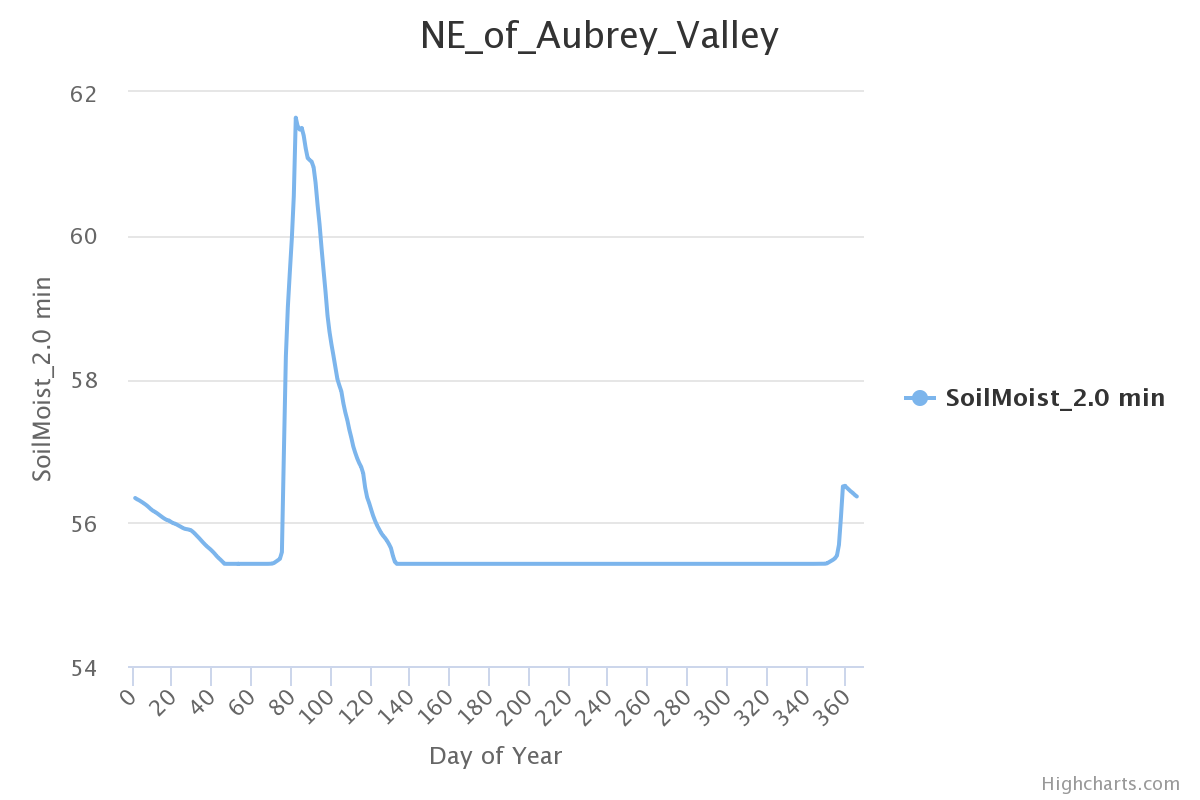 NE_of_Aubrey_Valley
SoilMoist_2.0 min
62
60
58
56
54
0 20 40 60 80 100 120 140 160 180 200 220 240 260 280 300 320 340 360
Day of Year
SoilMoist_2.0 min
Highcharts.com